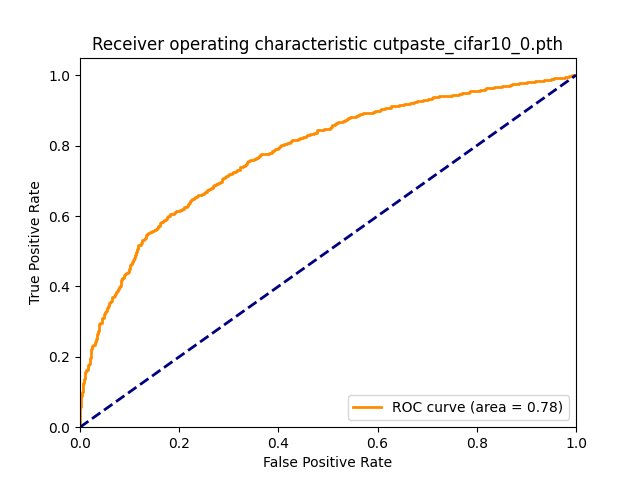 Receiver operating characteristic cutpaste_cifar10_0.pth
1.0
0.8
0.6
0.4
0.2
0.0
True Positive Rate
ROC curve (area = 0.78)
0.0 0.2 0.4 0.6 0.8 1.0
False Positive Rate